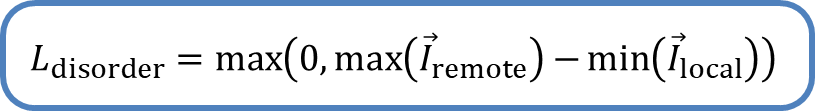 L_disorder = max(0, max(I⃗_remote) − min(I⃗_local))